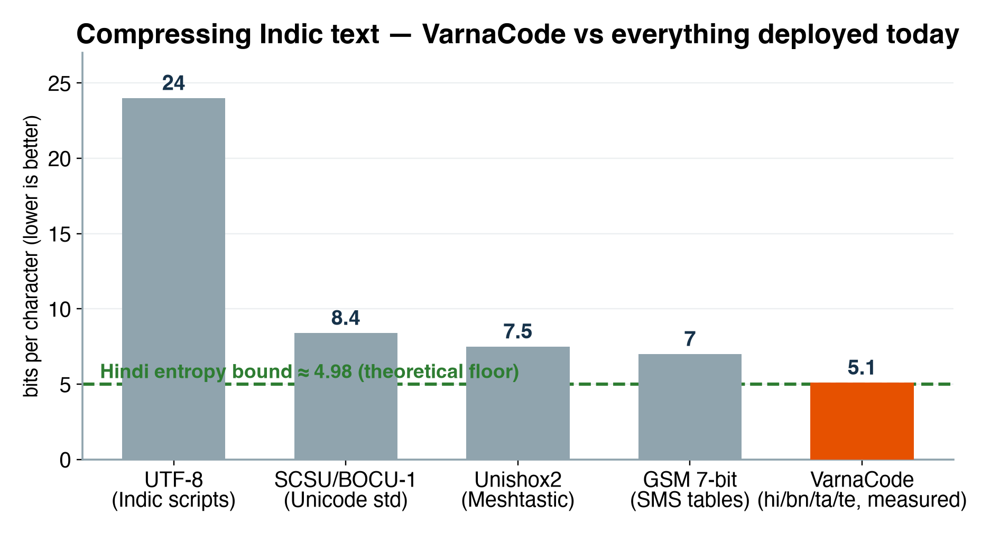 Compressing Indic text — VarnaCode vs everything deployed today
bits per character (lower is better)
25
20
15
10
5
0
24
8.4
7.5
7
5.1
Hindi entropy bound ≈ 4.98 (theoretical floor)
UTF-8
(Indic scripts)
SCSU/BOCU-1
(Unicode std)
Unishox2
(Meshtastic)
GSM 7-bit
(SMS tables)
VarnaCode
(hi/bn/ta/te, measured)